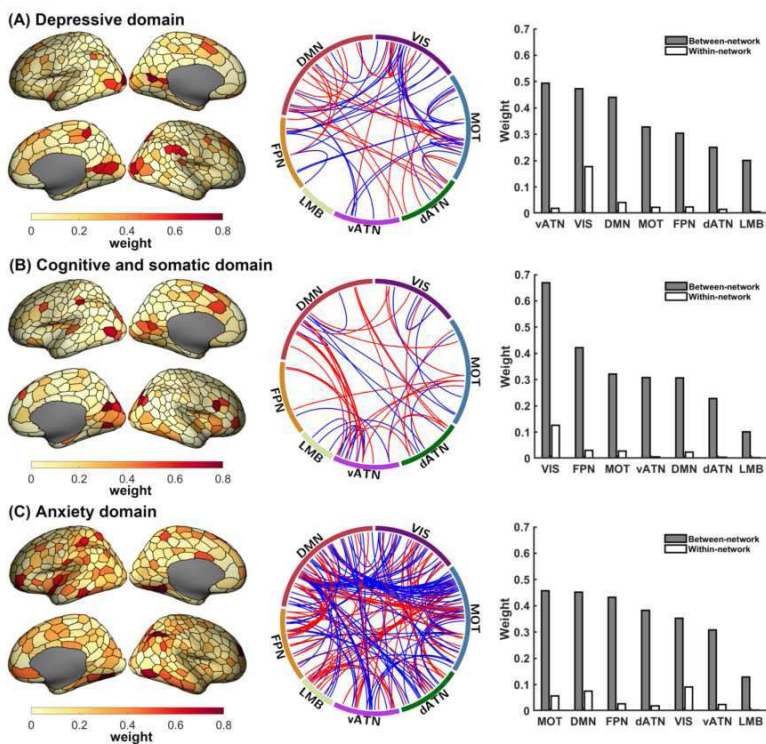 (A) Depressive domain
0 0.2 0.4 0.6 0.8
weight
DMN
VIS
MOT
dATN
vATN
LMB
FPN
Between-network
Within-network
Weight
0.7
0.6
0.5
0.4
0.3
0.2
0.1
0
vATN VIS DMN MOT FPN dATN LMB
(B) Cognitive and somatic domain
0 0.2 0.4 0.6 0.8
weight
DMN
VIS
MOT
dATN
vATN
LMB
FPN
Between-network
Within-network
Weight
0.7
0.6
0.5
0.4
0.3
0.2
0.1
0
VIS FPN MOT vATN DMN dATN LMB
(C) Anxiety domain
0 0.2 0.4 0.6 0.8
weight
DMN
VIS
MOT
dATN
vATN
LMB
FPN
Between-network
Within-network
Weight
0.7
0.6
0.5
0.4
0.3
0.2
0.1
0
MOT DMN FPN dATN VIS vATN LMB